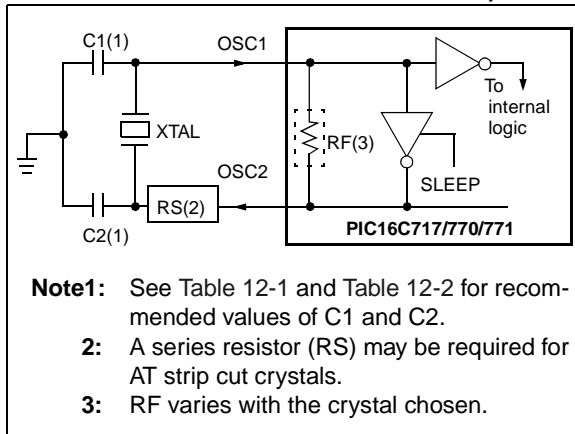 C1(1)
OSC1
To
internal
logic
XTAL
RF(3)
OSC2
SLEEP
RS(2)
C2(1)
PIC16C717/770/771
Note1: See Table 12-1 and Table 12-2 for recom-
mended values of C1 and C2.
2: A series resistor (RS) may be required for
AT strip cut crystals.
3: RF varies with the crystal chosen.